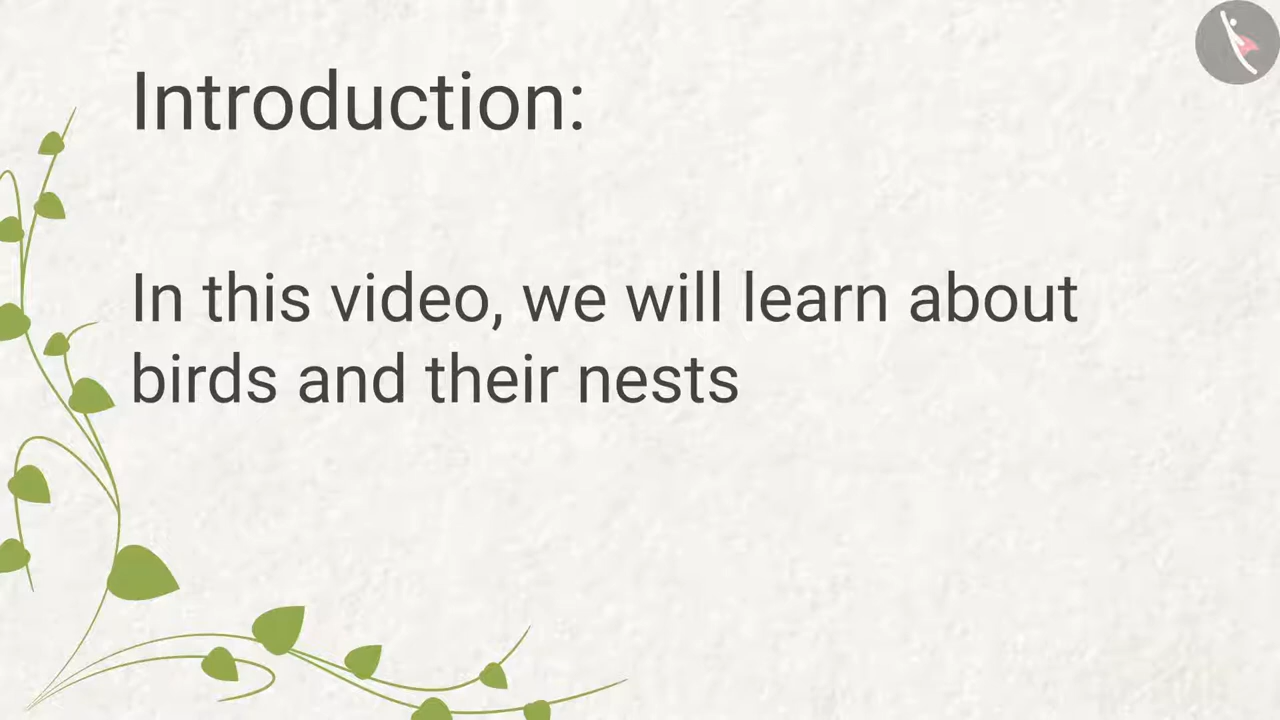 Introduction:
In this video, we will learn about
birds and their nests